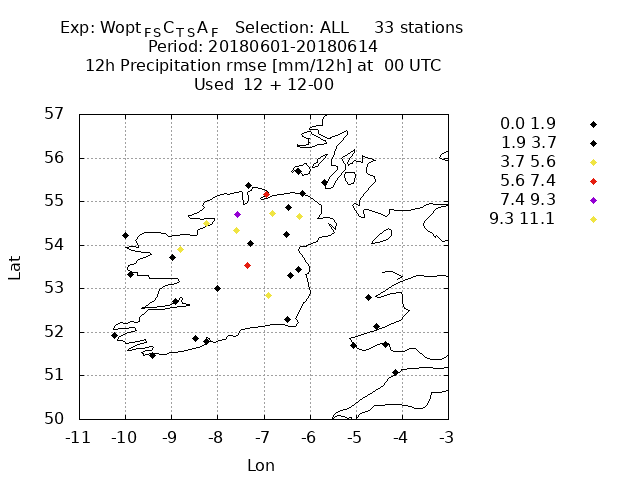 Exp: Wopt_FS C_TS A_F Selection: ALL 33 stations
Period: 20180601-20180614
12h Precipitation rmse [mm/12h] at 00 UTC
Used 12 + 12-00
0.0 1.9
1.9 3.7
3.7 5.6
5.6 7.4
7.4 9.3
9.3 11.1
57
56
55
54
53
52
51
50
Lat
-11 -10 -9 -8 -7 -6 -5 -4 -3
Lon